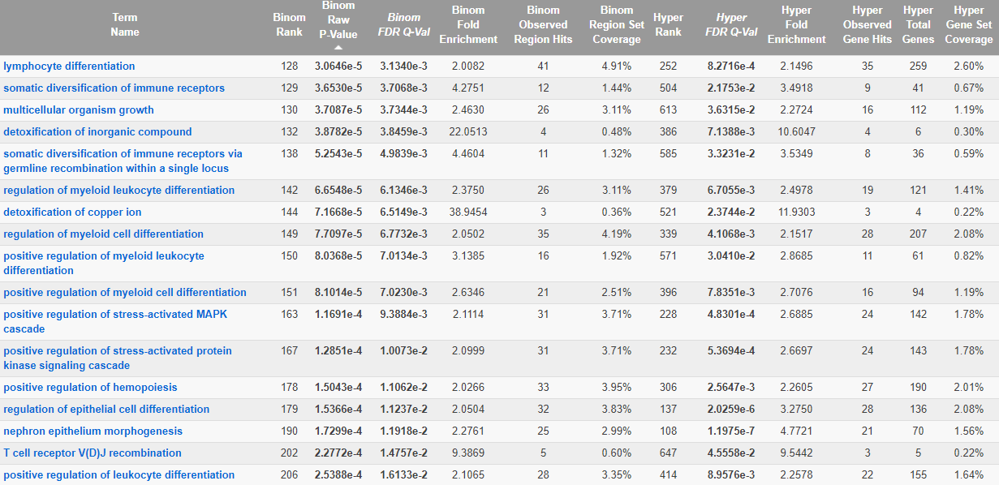 Term Name | Binom Rank | Binom Raw P-Value | Binom FDR Q-Val | Binom Fold Enrichment | Binom Observed Region Hits | Binom Region Set Coverage | Hyper Rank | Hyper FDR Q-Val | Hyper Fold Enrichment | Hyper Observed Gene Hits | Hyper Total Genes | Hyper Gene Set Coverage
lymphocyte differentiation 128 3.0646e-5 3.1340e-3 2.0082 41 4.91% 252 8.2716e-4 2.1496 35 259 2.60%
somatic diversification of immune receptors 129 3.6530e-5 3.7068e-3 4.2751 12 1.44% 504 2.1753e-2 3.4918 9 41 0.67%
multicellular organism growth 130 3.7087e-5 3.7344e-3 2.4630 26 3.11% 613 3.6315e-2 2.2724 16 112 1.19%
detoxification of inorganic compound 132 3.8782e-5 3.8459e-3 22.0513 4 0.48% 386 7.1388e-3 10.6047 4 6 0.30%
somatic diversification of immune receptors via
germline recombination within a single locus 138 5.2543e-5 4.9839e-3 4.4604 11 1.32% 585 3.3231e-2 3.5349 8 36 0.59%
regulation of myeloid leukocyte differentiation 142 6.6548e-5 6.1346e-3 2.3750 26 3.11% 379 6.7055e-3 2.4978 19 121 1.41%
detoxification of copper ion 144 7.1668e-5 6.5149e-3 38.9454 3 0.36% 521 2.3744e-2 11.9303 3 4 0.22%
regulation of myeloid cell differentiation 149 7.7097e-5 6.7732e-3 2.0502 35 4.19% 339 4.1068e-3 2.1517 28 207 2.08%
positive regulation of myeloid leukocyte
differentiation 150 8.0368e-5 7.0134e-3 3.1385 16 1.92% 571 3.0410e-2 2.8685 11 61 0.82%
positive regulation of myeloid cell differentiation 151 8.1014e-5 7.0230e-3 2.6346 21 2.51% 396 7.8351e-3 2.7076 16 94 1.19%
positive regulation of stress-activated MAPK
cascade 163 1.1691e-4 9.3884e-3 2.1114 31 3.71% 228 4.8301e-4 2.6885 24 142 1.78%
positive regulation of stress-activated protein
kinase signaling cascade 167 1.2851e-4 1.0073e-2 2.0999 31 3.71% 232 5.3694e-4 2.6697 24 143 1.78%
positive regulation of hemopoiesis 178 1.5043e-4 1.1062e-2 2.0266 33 3.95% 306 2.5647e-3 2.2605 27 190 2.01%
regulation of epithelial cell differentiation 179 1.5366e-4 1.1237e-2 2.0504 32 3.83% 137 2.0259e-6 3.2750 28 136 2.08%
nephron epithelium morphogenesis 190 1.7299e-4 1.1918e-2 2.2761 25 2.99% 108 1.1975e-7 4.7721 21 70 1.56%
T cell receptor V(D)J recombination 202 2.2772e-4 1.4757e-2 9.3869 5 0.60% 647 4.5558e-2 9.5442 3 5 0.22%
positive regulation of leukocyte differentiation 206 2.5388e-4 1.6133e-2 2.1065 28 3.35% 414 8.9576e-3 2.2578 22 155 1.64%